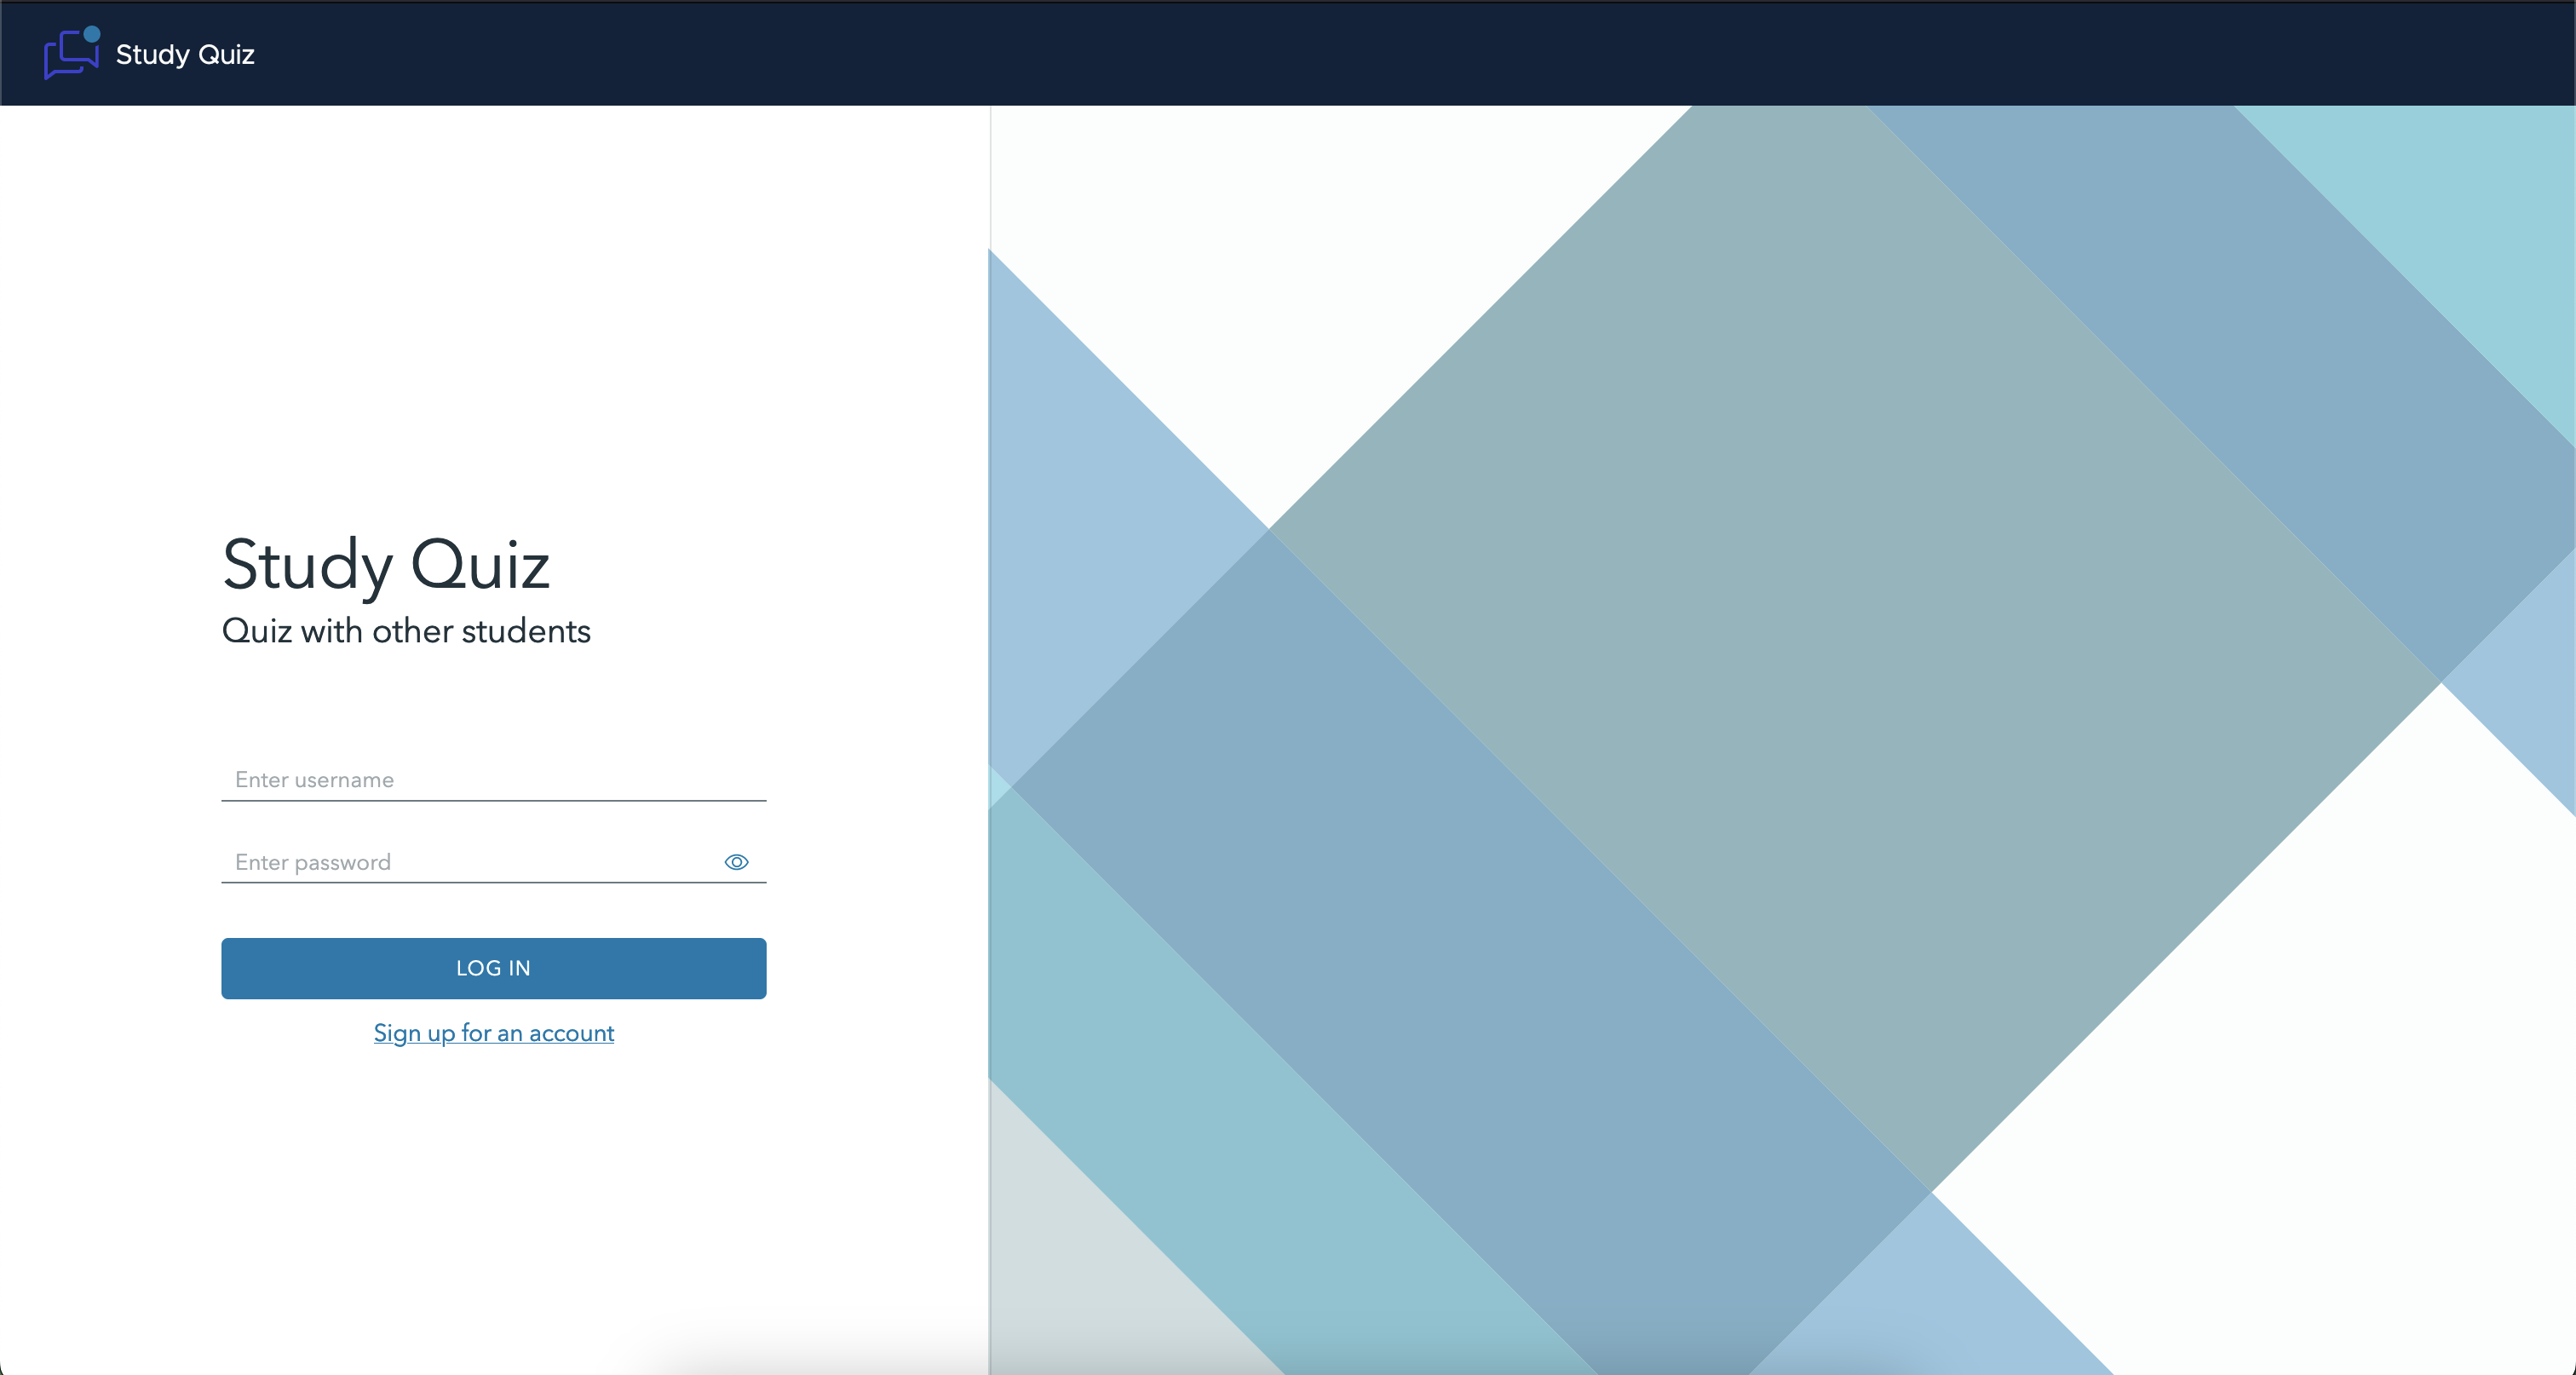 Study Quiz
Study Quiz
Quiz with other students
Enter username
Enter password
LOG IN
Sign up for an account